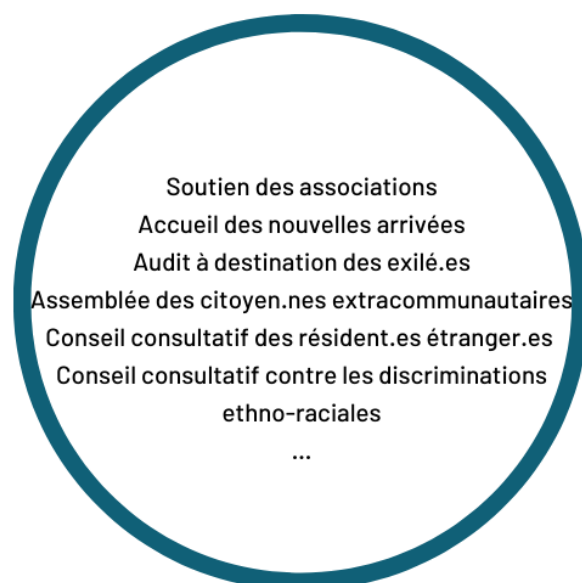 Soutien des associations
Accueil des nouvelles arrivées
Audit à destination des exilé.es
Assemblée des citoyen.nes extracommunautaires
Conseil consultatif des résident.es étranger.es
Conseil consultatif contre les discriminations
ethno-raciales
...